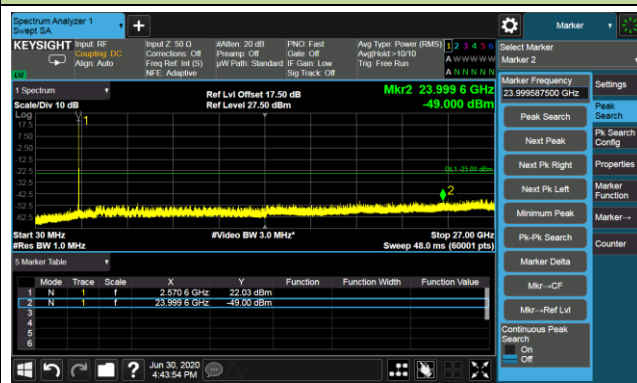 Spectrum Analyzer 1
Swept SA
Marker
KEYSIGHT
Input: RF
Coupling: DC
Align: Auto
Input Z: 50 Ω
Corrections: Off
Freq Ref: Int (S)
NFE: Adaptive
#Atten: 20 dB
Preamp: Off
µW Path: Standard
PNO: Fast
Gate: Off
IF Gain: Low
Sig Track: Off
Avg Type: Power (RMS)
Avg|Hold:>10/10
Trig: Free Run
1 2 3 4 5 6
A W W W W W
A N N N N N
Select Marker
Marker 2
LXI
1 Spectrum
Scale/Div 10 dB
Log
Ref Lvl Offset 17.50 dB
Ref Level 27.50 dBm
Mkr2 23.999 6 GHz
-49.000 dBm
17.5
7.50
-2.50
-12.5
-22.5
-32.5
-42.5
-52.5
-62.5
1
DL1 -25.00 dBm
2
Start 30 MHz
#Res BW 1.0 MHz
#Video BW 3.0 MHz*
Stop 27.00 GHz
Sweep 48.0 ms (60001 pts)
5 Marker Table
Mode Trace Scale X Y Function Function Width Function Value
1 N 1 f 2.570 6 GHz 22.03 dBm
2 N 1 f 23.999 6 GHz -49.00 dBm
3
4
5
6
Marker Frequency
23.999587500 GHz
Peak Search
Next Peak
Next Pk Right
Next Pk Left
Minimum Peak
Pk-Pk Search
Marker Delta
Mkr→CF
Mkr→Ref Lvl
Continuous Peak
Search
On
Off
Settings
Peak
Search
Pk Search
Config
Properties
Marker
Function
Marker→
Counter
?
Jun 30, 2020
4:43:54 PM